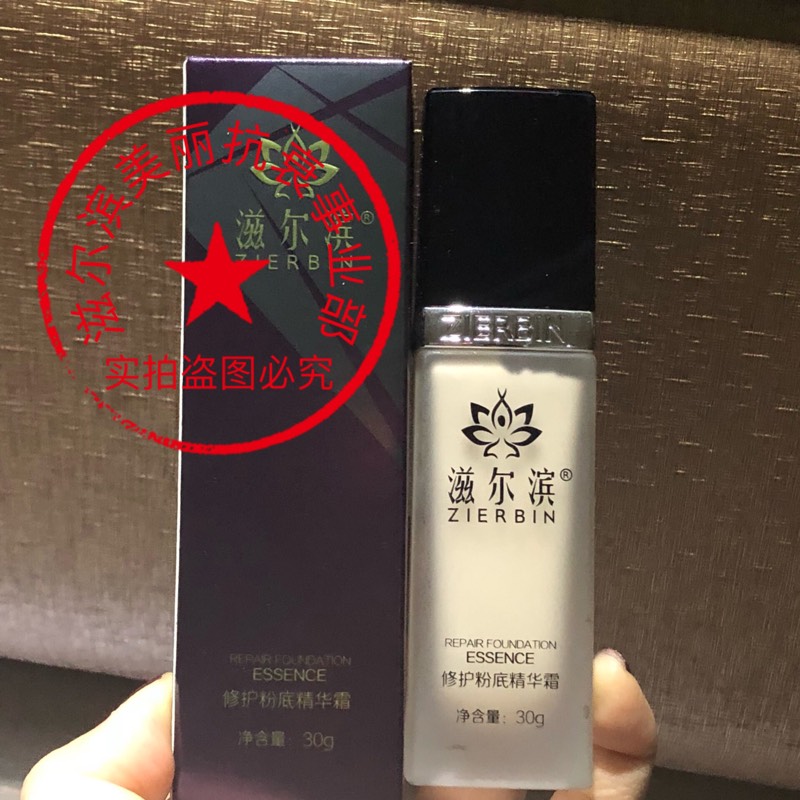 滋尔滨美丽抗衰事业部
实拍盗图必究
滋尔滨®
ZIERBIN
REPAIR FOUNDATION
ESSENCE
修护粉底精华霜
净含量: 30g
ZIERBIN
滋尔滨®
ZIERBIN
REPAIR FOUNDATION
ESSENCE
修护粉底精华霜
净含量: 30g